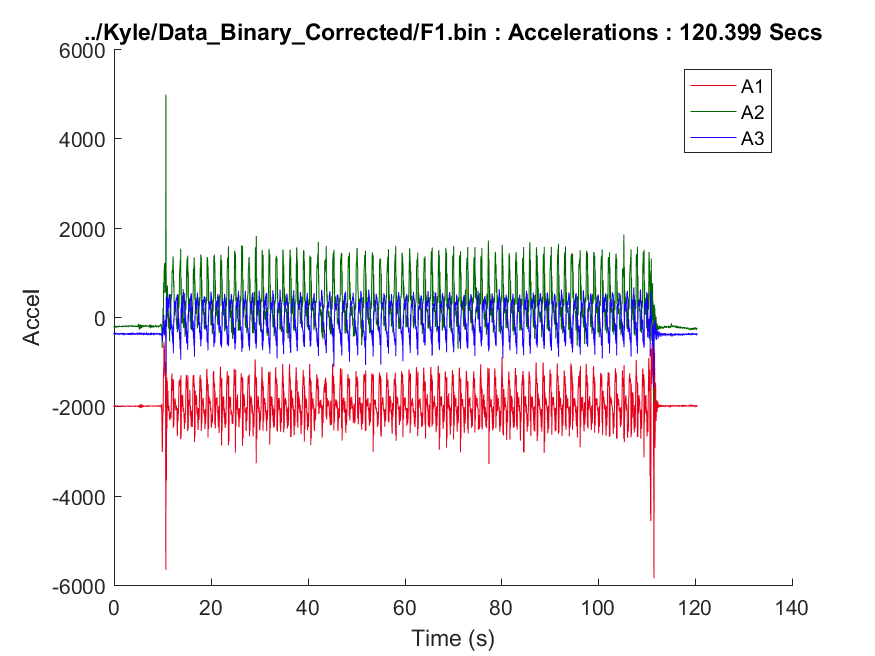 ../Kyle/Data_Binary_Corrected/F1.bin : Accelerations : 120.399 Secs
6000
4000
2000
0
-2000
-4000
-6000
Accel
A1
A2
A3
0 20 40 60 80 100 120 140
Time (s)